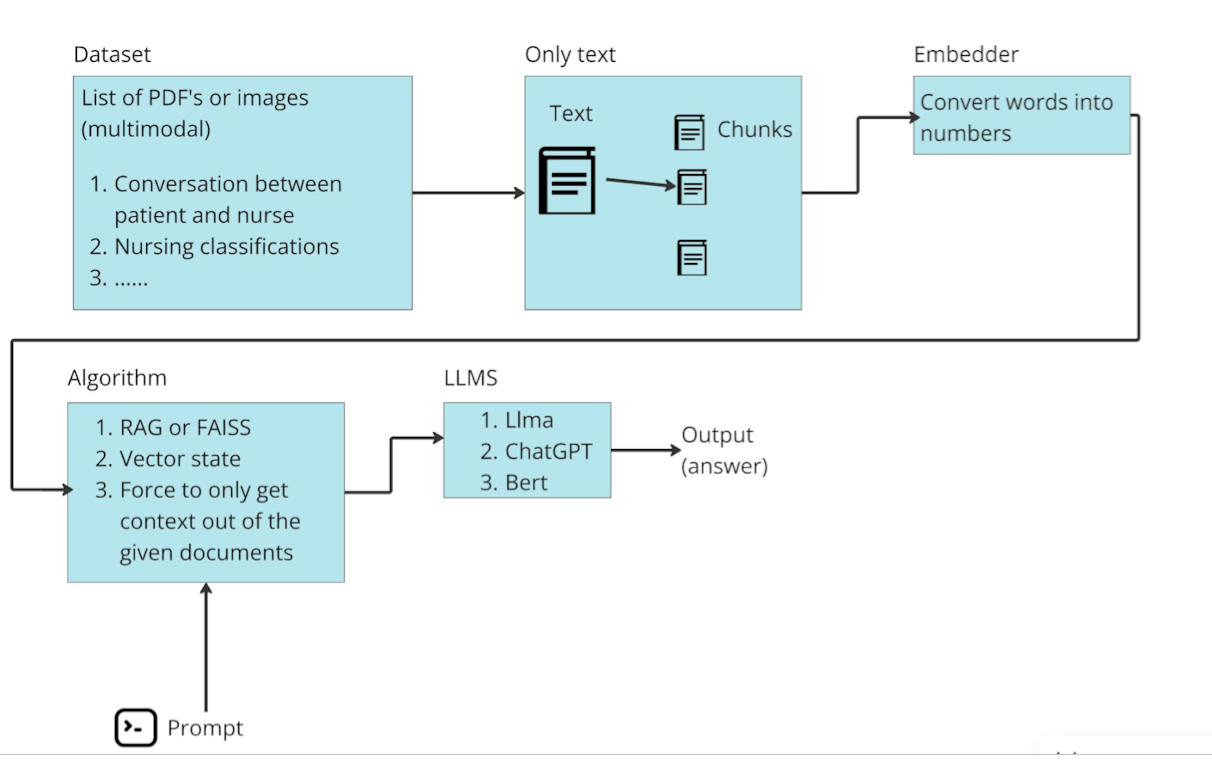 Dataset
List of PDF's or images
(multimodal)
1. Conversation between
patient and nurse
2. Nursing classifications
3. ......
Only text
Text
Chunks
Embedder
Convert words into
numbers
Algorithm
1. RAG or FAISS
2. Vector state
3. Force to only get
context out of the
given documents
LLMS
1. Llma
2. ChatGPT
3. Bert
Output
(answer)
Prompt